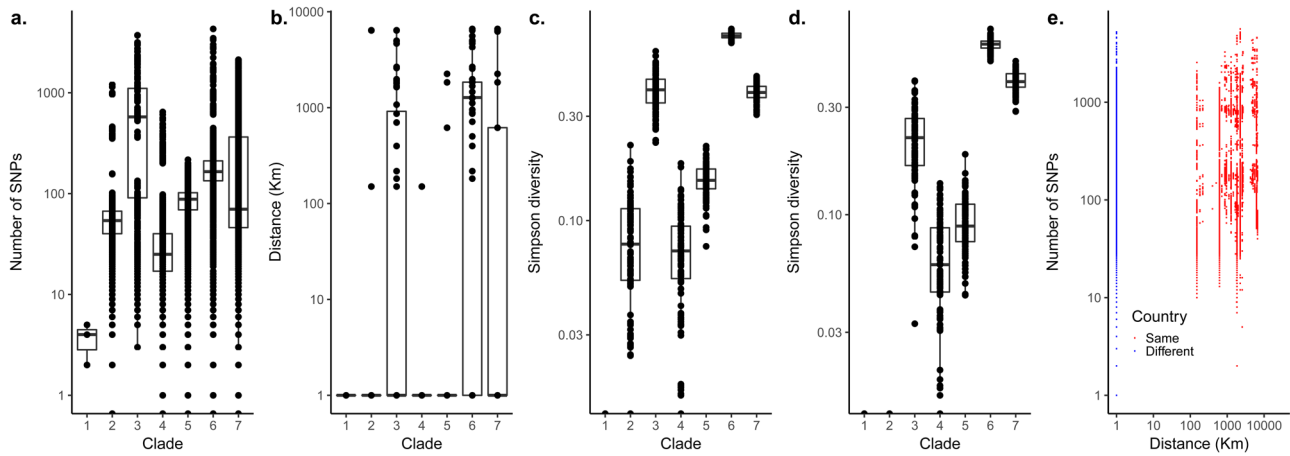 a.
Number of SNPs
1000
100
10
1
1 2 3 4 5 6 7
Clade
b.
Distance (Km)
10000
1000
100
10
1
1 2 3 4 5 6 7
Clade
c.
Simpson diversity
0.30
0.10
0.03
1 2 3 4 5 6 7
Clade
d.
Simpson diversity
0.30
0.10
0.03
1 2 3 4 5 6 7
Clade
e.
Number of SNPs
1000
100
10
1
Country
Same
Different
1 10 100 1000 10000
Distance (Km)